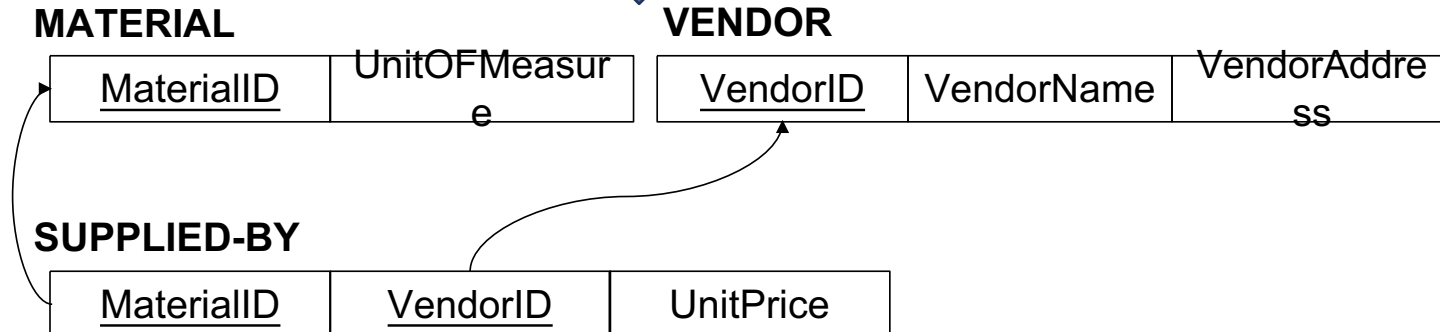 MATERIAL
VENDOR
MaterialID
UnitOFMeasur
e
VendorID
VendorName
VendorAddre
ss
SUPPLIED-BY
MaterialID
VendorID
UnitPrice